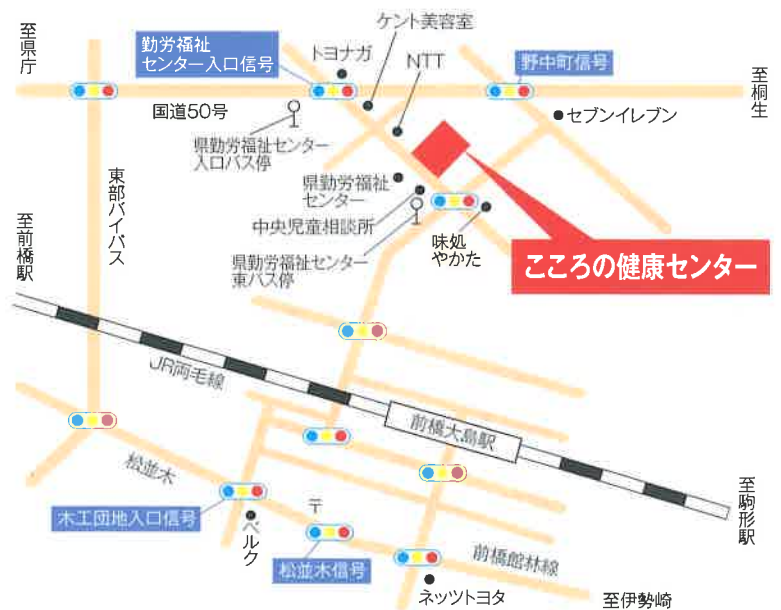 至県庁
勤労福祉
センター入口信号
トヨナガ
ケント美容室
NTT
野中町信号
至桐生
国道50号
セブンイレブン
県勤労福祉センター
入口バス停
県勤労福祉
センター
中央児童相談所
県勤労福祉センター
東バス停
味処
やかた
こころの健康センター
東部バイパス
至前橋駅
JR両毛線
前橋大島駅
松並木
木工団地入口信号
ベルク
〒
松並木信号
前橋館林線
ネッツトヨタ
至駒形駅
至伊勢崎